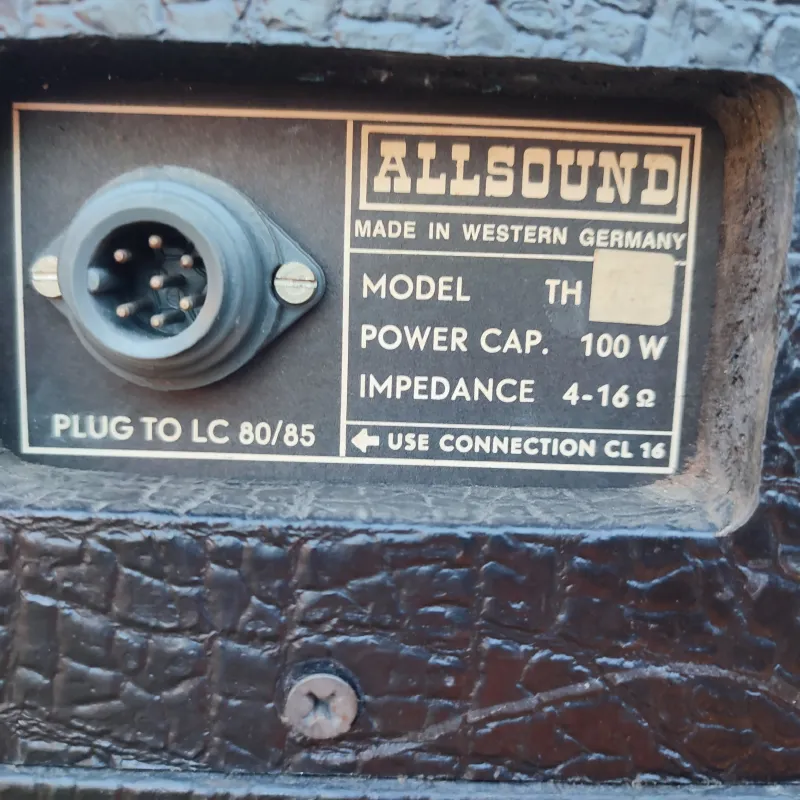 ALLSOUND
MADE IN WESTERN GERMANY
MODEL TH
POWER CAP. 100 W
IMPEDANCE 4-16 Ω
PLUG TO LC 80/85
← USE CONNECTION CL 16